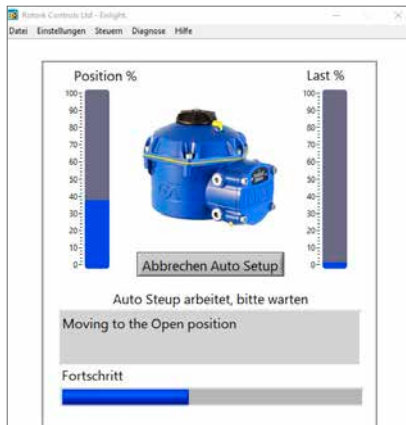 Rotork Controls Ltd - Enlight.
Datei Einstellungen Steuern Diagnose Hilfe
Position %
Last %
100
90
80
70
60
50
40
30
20
10
0
100
90
80
70
60
50
40
30
20
10
0
Abbrechen Auto Setup
Auto Steup arbeitet, bitte warten
Moving to the Open position
Fortschritt